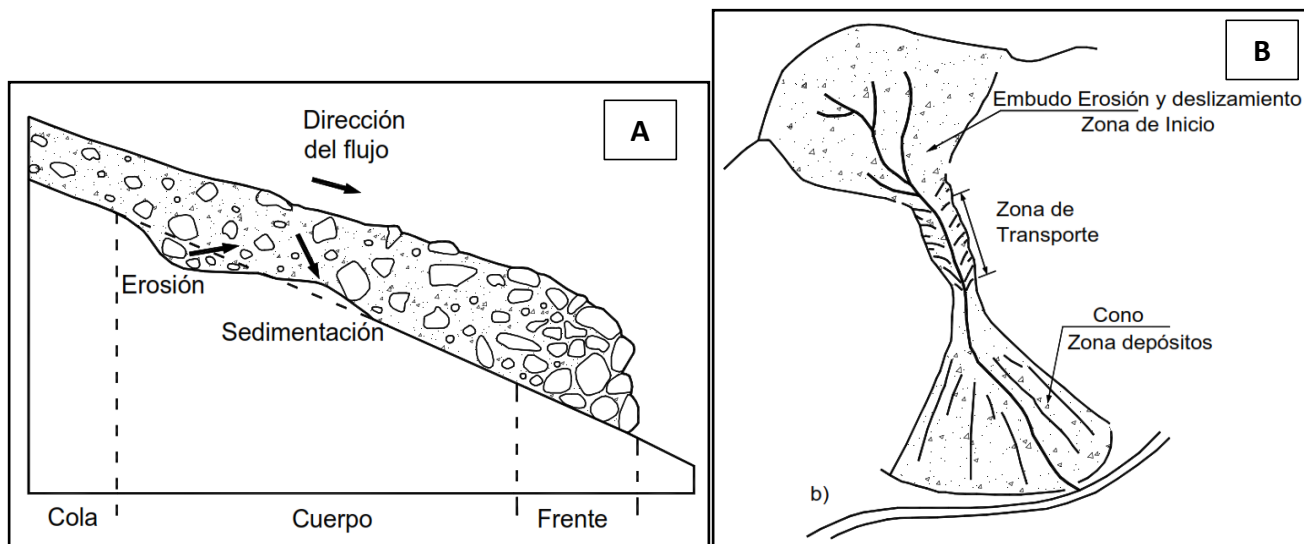 A
Dirección
del flujo
Erosión
Sedimentación
Cola
Cuerpo
Frente
B
Embudo Erosión y deslizamiento
Zona de Inicio
Zona de
Transporte
Cono
Zona depósitos
b)